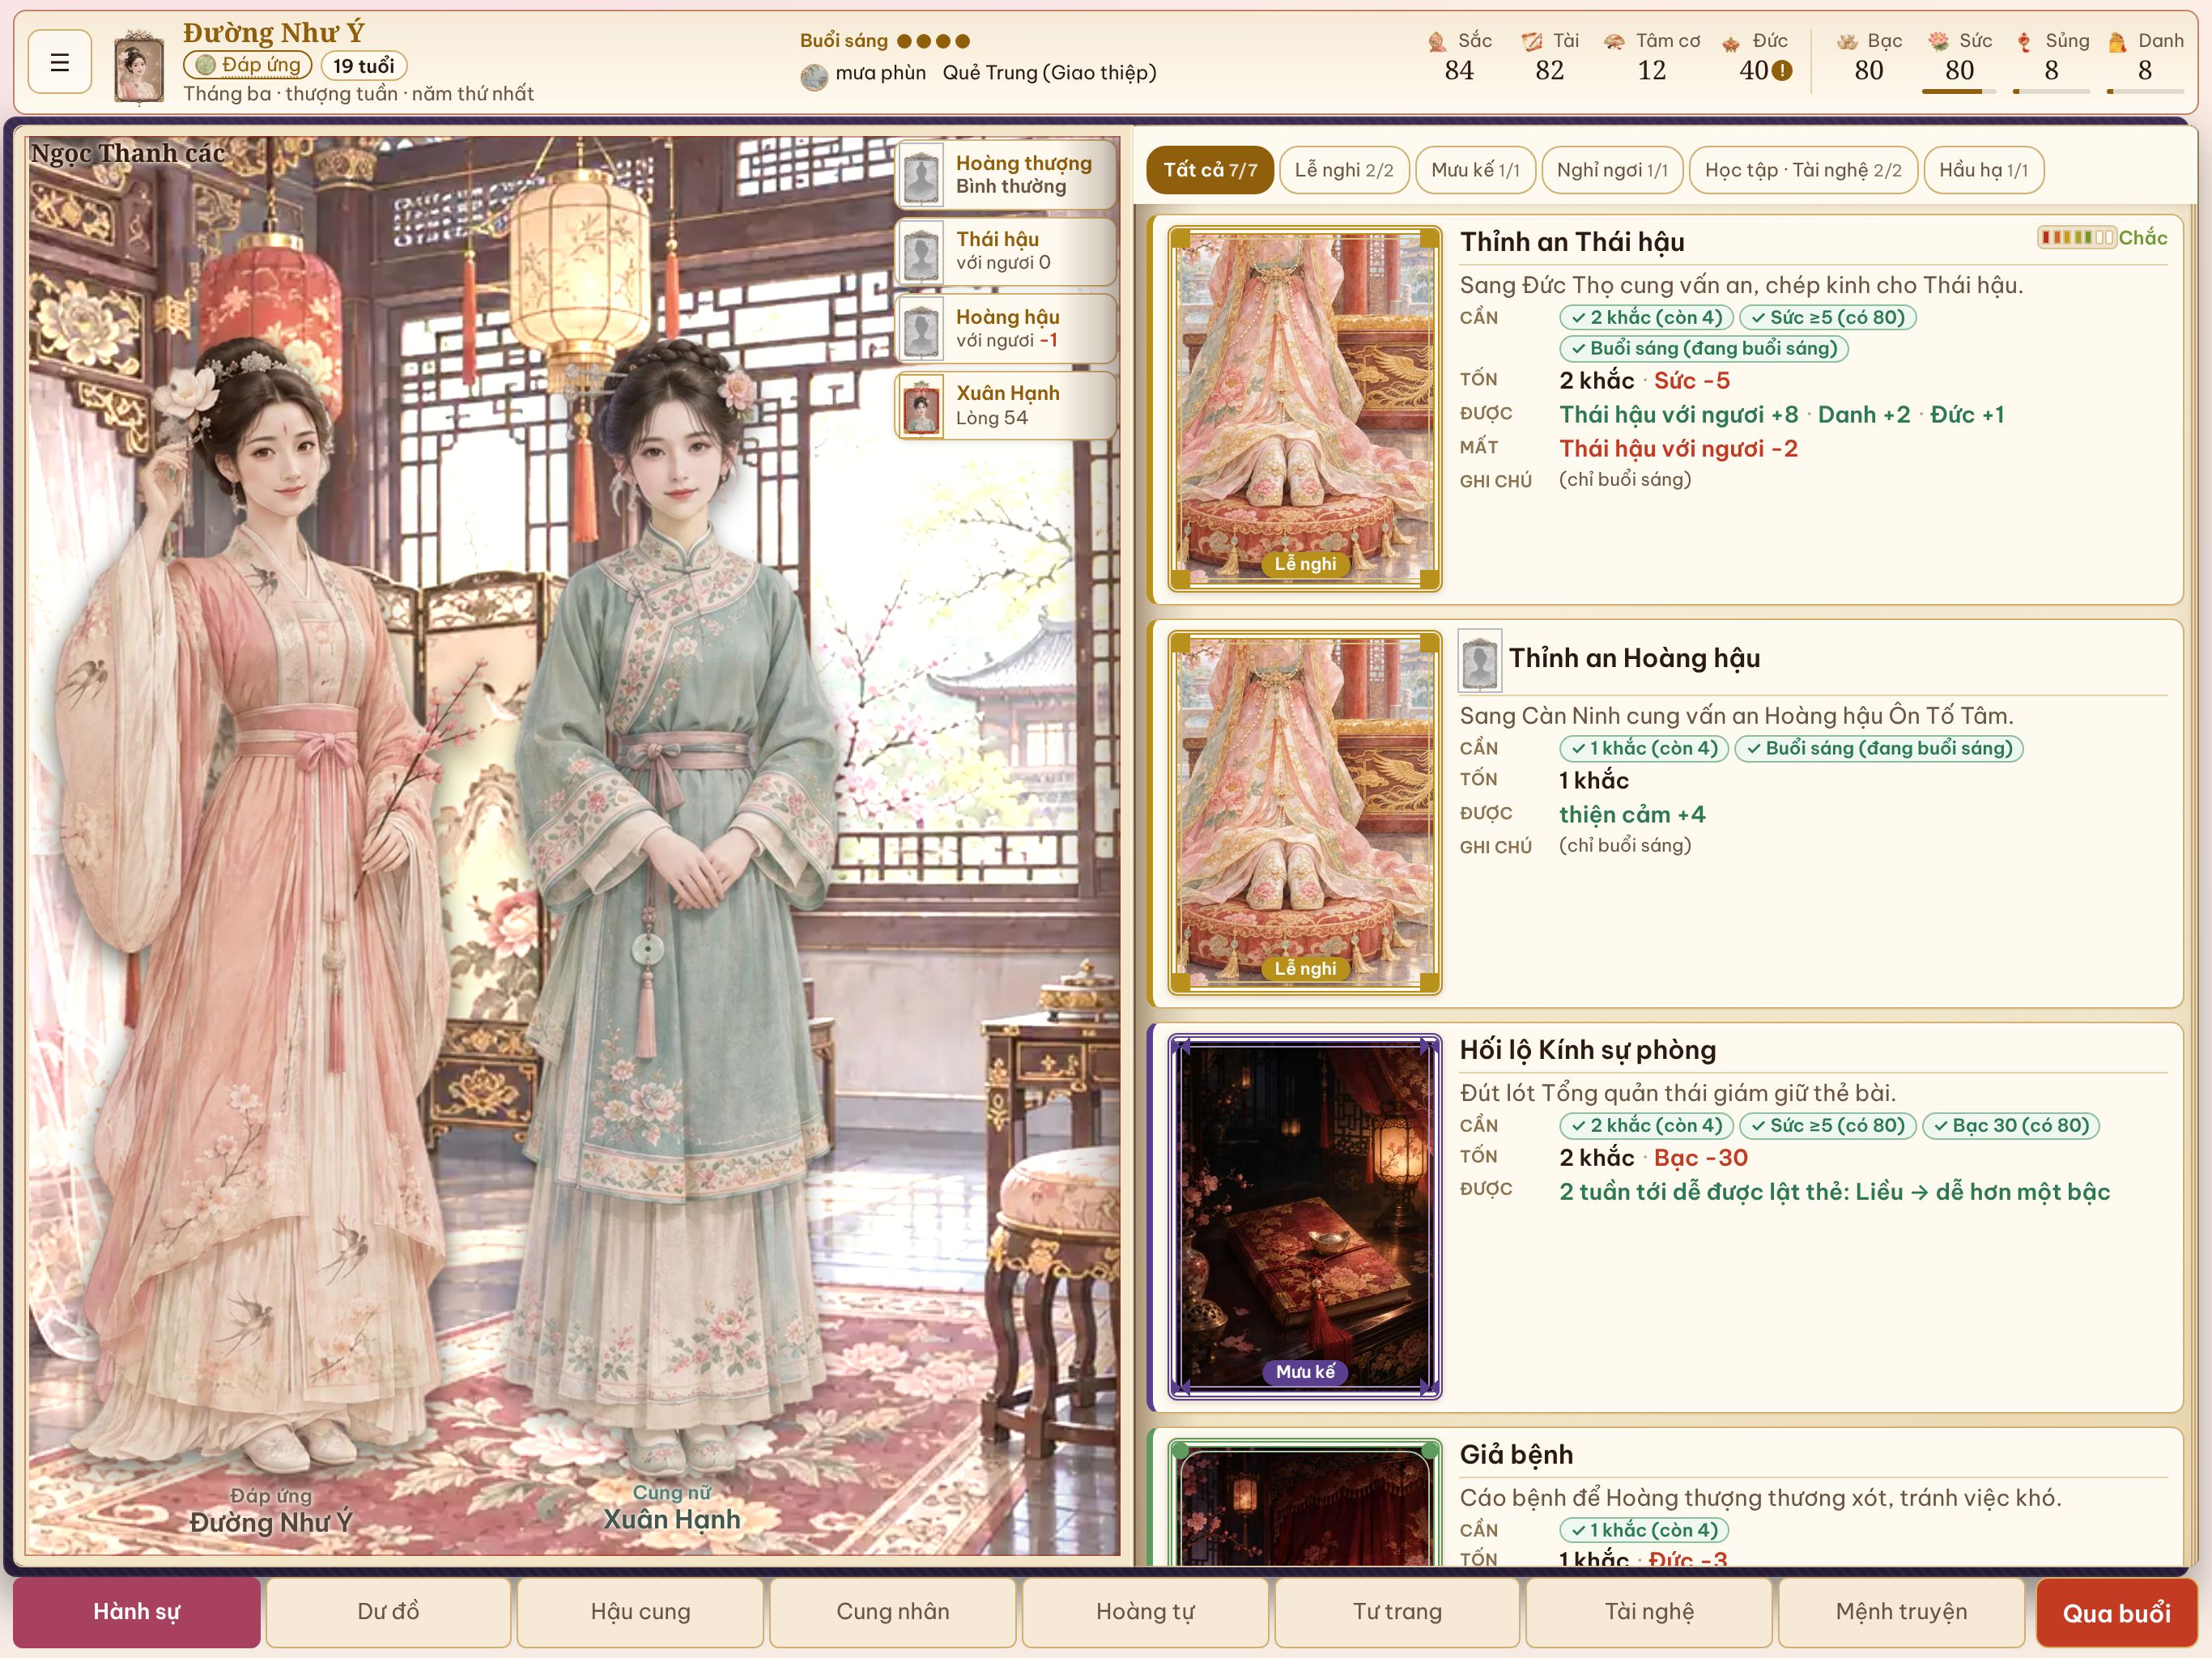 ☰
Đường Như Ý
Đáp ứng 19 tuổi
Tháng ba · thượng tuần · năm thứ nhất
Buổi sáng
mưa phùn Quẻ Trung (Giao thiệp)
Sắc Tài Tâm cơ Đức Bạc Sức Sủng Danh
84 82 12 40 ! 80 80 8 8
Ngọc Thanh các
Hoàng thượng
Bình thường
Thái hậu
với ngươi 0
Hoàng hậu
với ngươi -1
Xuân Hạnh
Lòng 54
Đáp ứng
Đường Như Ý
Cung nữ
Xuân Hạnh
Tất cả 7/7 Lễ nghi 2/2 Mưu kế 1/1 Nghỉ ngơi 1/1 Học tập · Tài nghệ 2/2 Hầu hạ 1/1
Thỉnh an Thái hậu
Chắc
Sang Đức Thọ cung vấn an, chép kinh cho Thái hậu.
CẦN ✓ 2 khắc (còn 4) ✓ Sức ≥5 (có 80)
✓ Buổi sáng (đang buổi sáng)
TỐN 2 khắc · Sức -5
ĐƯỢC Thái hậu với ngươi +8 · Danh +2 · Đức +1
MẤT Thái hậu với ngươi -2
GHI CHÚ (chỉ buổi sáng)
Lễ nghi
Thỉnh an Hoàng hậu
Sang Càn Ninh cung vấn an Hoàng hậu Ôn Tố Tâm.
CẦN ✓ 1 khắc (còn 4) ✓ Buổi sáng (đang buổi sáng)
TỐN 1 khắc
ĐƯỢC thiện cảm +4
GHI CHÚ (chỉ buổi sáng)
Lễ nghi
Hối lộ Kính sự phòng
Đút lót Tổng quản thái giám giữ thẻ bài.
CẦN ✓ 2 khắc (còn 4) ✓ Sức ≥5 (có 80) ✓ Bạc 30 (có 80)
TỐN 2 khắc · Bạc -30
ĐƯỢC 2 tuần tới dễ được lật thẻ: Liều → dễ hơn một bậc
Mưu kế
Giả bệnh
Cáo bệnh để Hoàng thượng thương xót, tránh việc khó.
CẦN ✓ 1 khắc (còn 4)
TỐN 1 khắc · Đức -3
Hành sự Dư đồ Hậu cung Cung nhân Hoàng tự Tư trang Tài nghệ Mệnh truyện Qua buổi